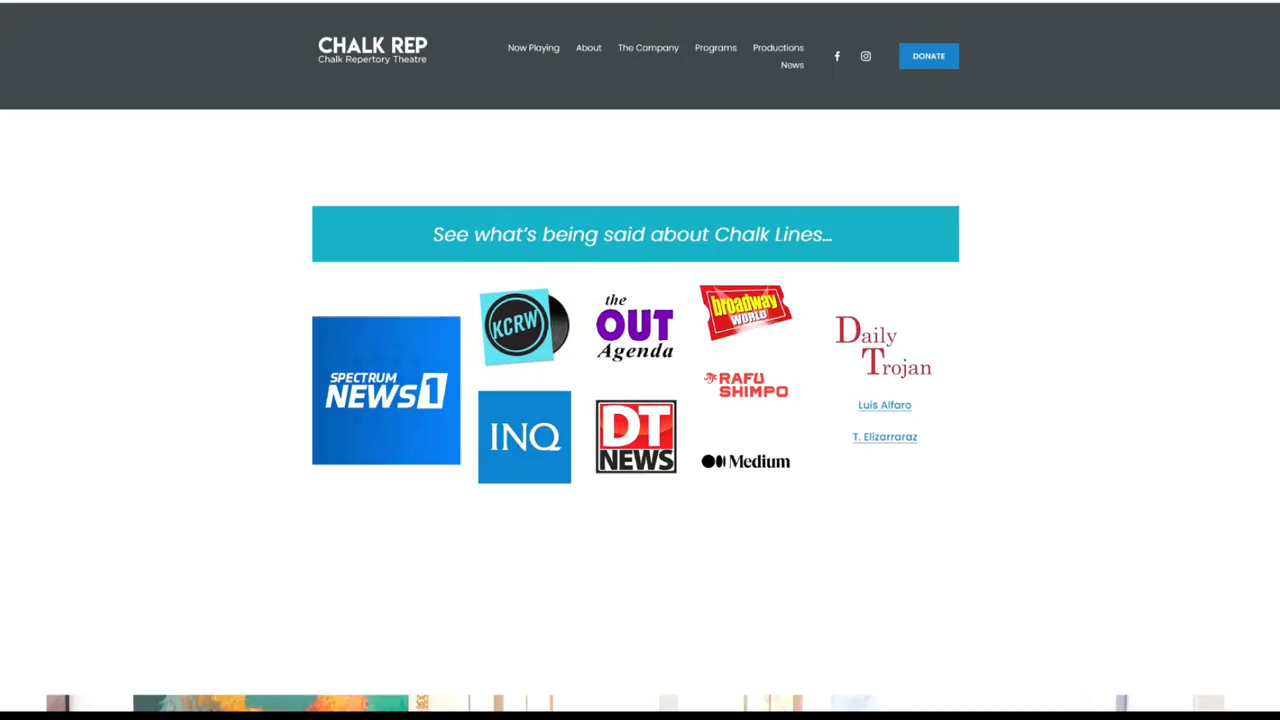 CHALK REP
Chalk Repertory Theatre
Now Playing About The Company Programs Productions
News
DONATE
See what's being said about Chalk Lines...
SPECTRUM
NEWS 1
KCRW
the
OUT
Agenda
broadway
WORLD
Daily
Trojan
RAFU
SHIMPO
Luis Alfaro
INQ
DT
NEWS
T. Elizarraraz
Medium